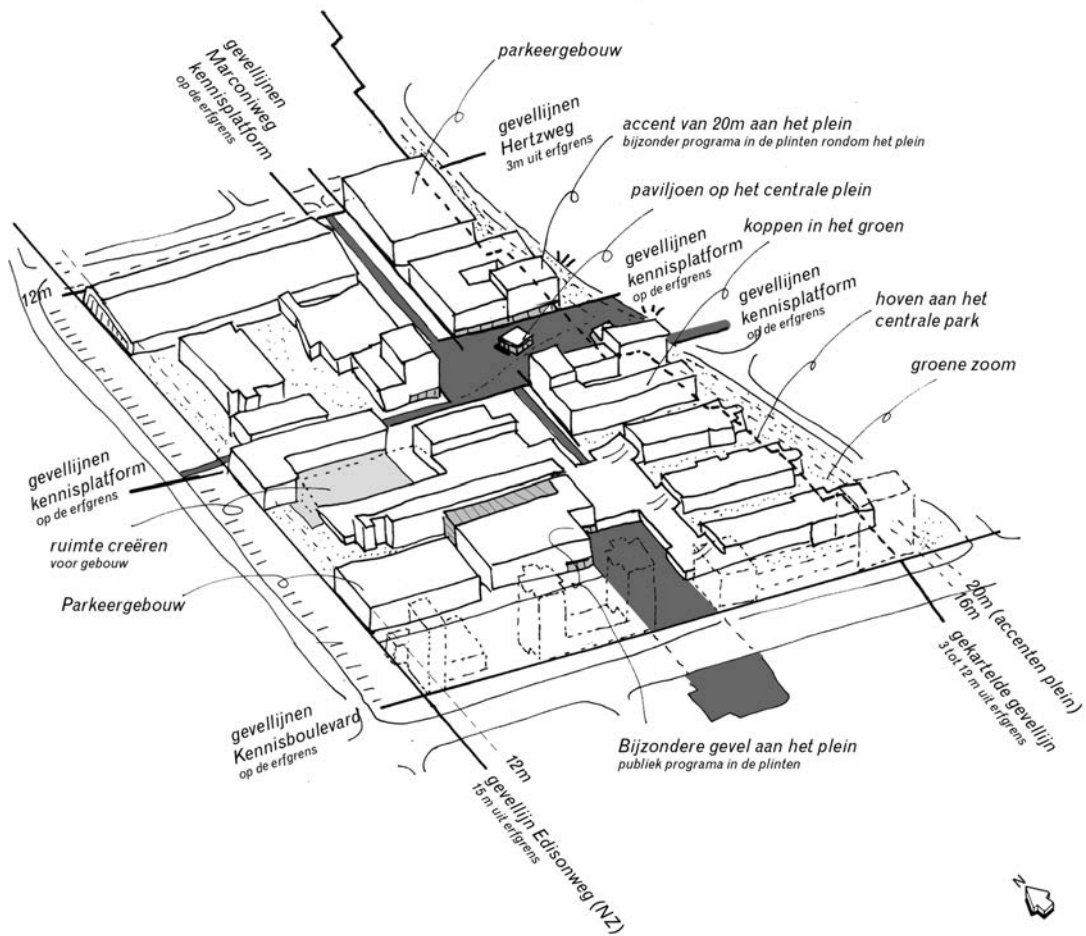 parkeergebouw
gevellijnen
Marconiweg
kennisplatform
op de erfgrens
gevellijnen
Hertzweg
3m uit erfgrens
accent van 20m aan het plein
bijzonder programa in de plinten rondom het plein
paviljoen op het centrale plein
koppen in het groen
gevellijnen
kennisplatform
op de erfgrens
gevellijnen
kennisplatform
op de erfgrens
hoven aan het
centrale park
groene zoom
12m
gevellijnen
kennisplatform
op de erfgrens
ruimte creëren
voor gebouw
Parkeergebouw
gevellijnen
Kennisboulevard
op de erfgrens
12m
gevellijn Edisonweg (NZ)
15 m uit erfgrens
Bijzondere gevel aan het plein
publiek programa in de plinten
20m (accenten plein)
16m
gekartelde gevellijn
3 tot 12 m uit erfgrens
N